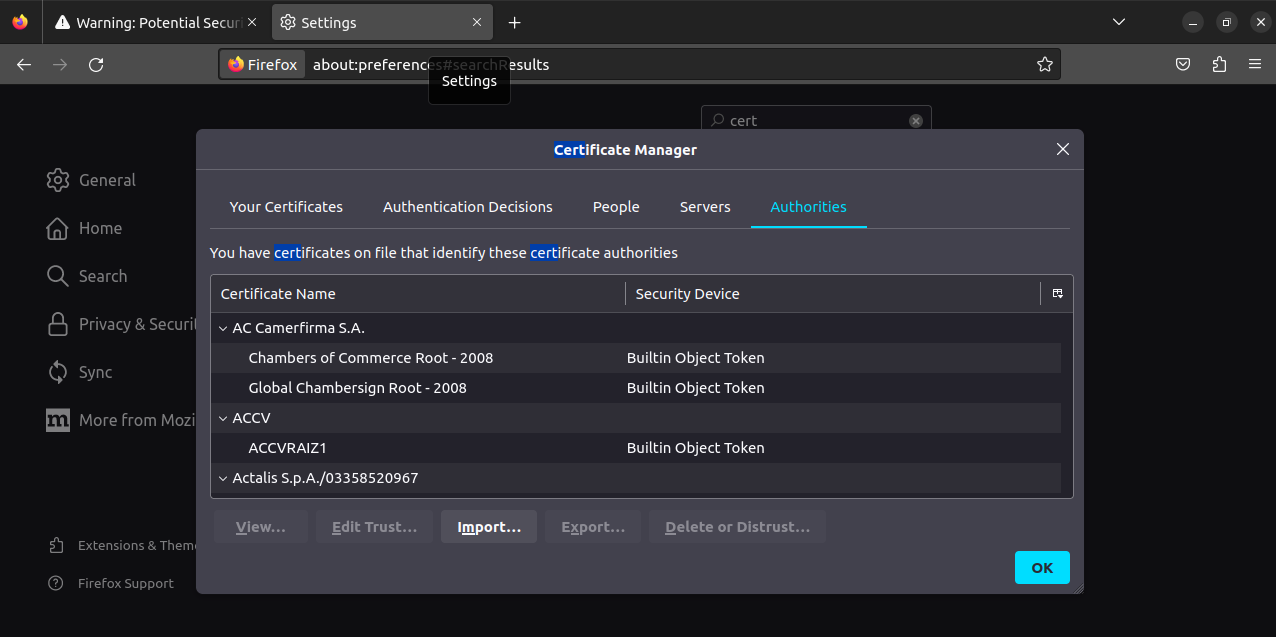 Warning: Potential Securi
Settings
Firefox
about:preferences#searchResults
Settings
cert
General
Home
Search
Privacy & Securit
Sync
More from Mozi
Extensions & Theme
Firefox Support
Certificate Manager
Your Certificates Authentication Decisions People Servers Authorities
You have certificates on file that identify these certificate authorities
Certificate Name Security Device
AC Camerfirma S.A.
Chambers of Commerce Root - 2008 Builtin Object Token
Global Chambersign Root - 2008 Builtin Object Token
ACCV
ACCVRAIZ1 Builtin Object Token
Actalis S.p.A./03358520967
View... Edit Trust... Import... Export... Delete or Distrust...
OK